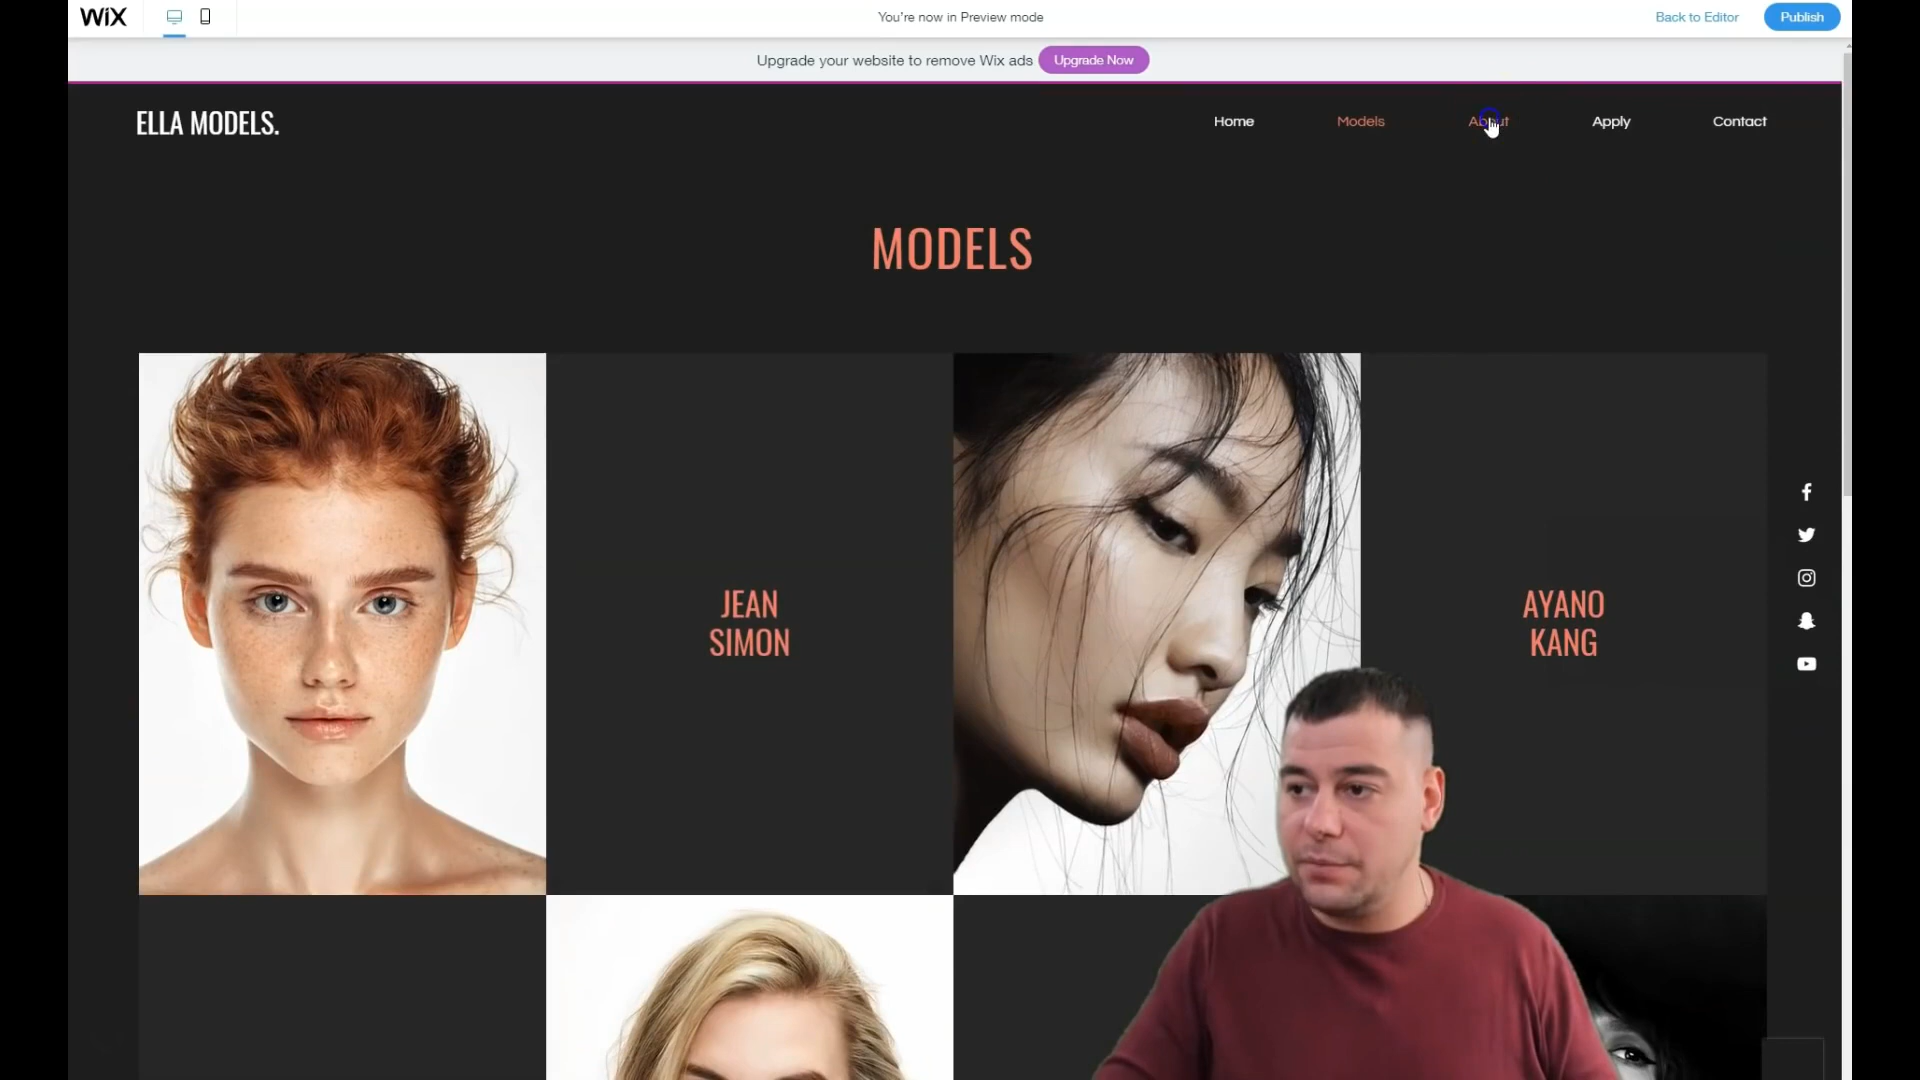 WiX
You're now in Preview mode
Back to Editor
Publish
Upgrade your website to remove Wix ads
Upgrade Now
ELLA MODELS.
Home
Models
About
Apply
Contact
MODELS
JEAN
SIMON
AYANO
KANG